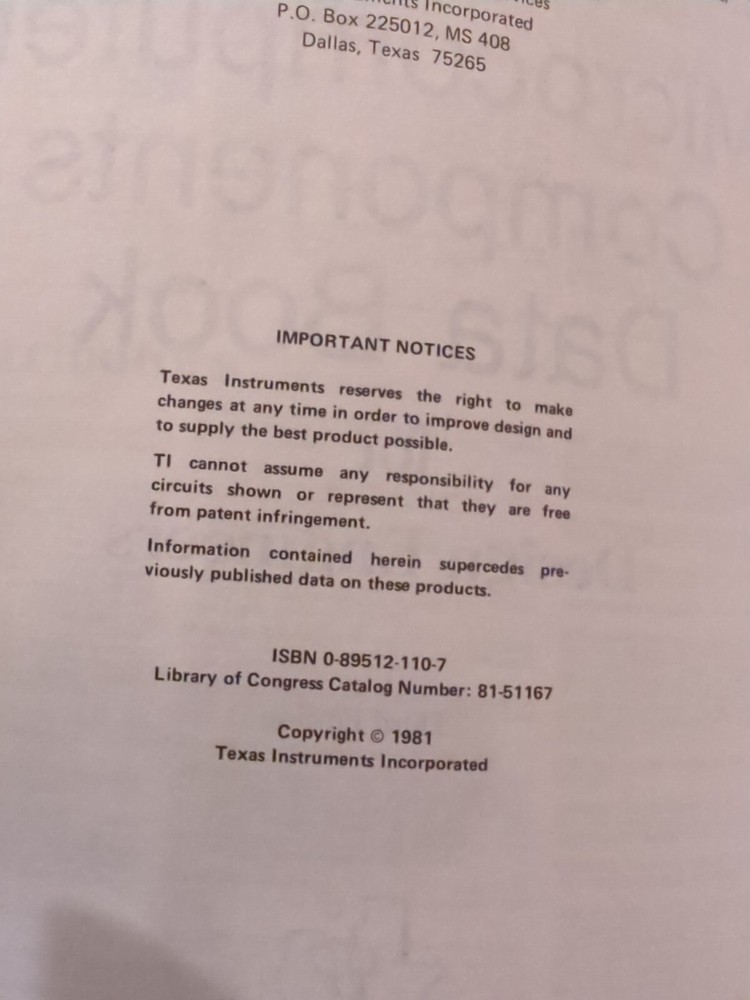 Incorporated
P.O. Box 225012, MS 408
Dallas, Texas 75265
Components
Data Book
IMPORTANT NOTICES
Texas Instruments reserves the right to make
changes at any time in order to improve design and
to supply the best product possible.
TI cannot assume any responsibility for any
circuits shown or represent that they are free
from patent infringement.
Information contained herein supercedes pre-
viously published data on these products.
ISBN 0-89512-110-7
Library of Congress Catalog Number: 81-51167
Copyright © 1981
Texas Instruments Incorporated